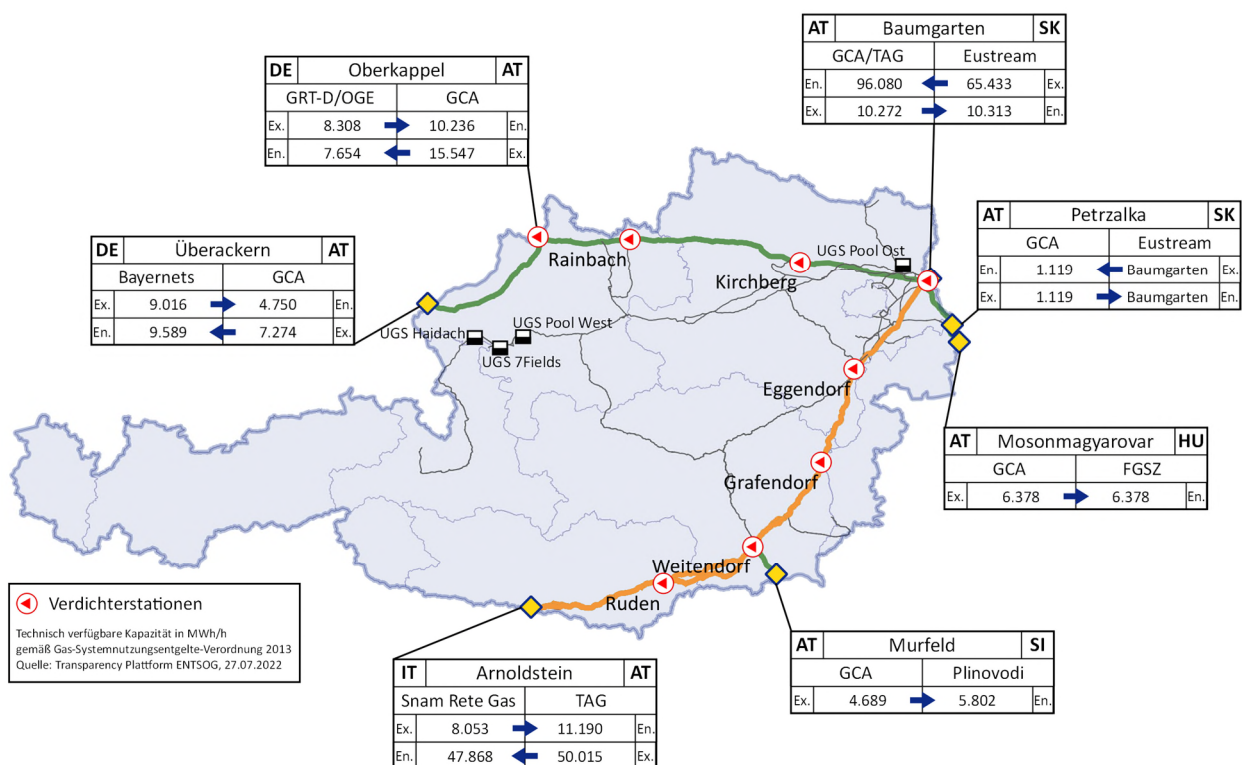 AT Baumgarten SK
GCA/TAG Eustream
En. 96.080 65.433 Ex.
Ex. 10.272 10.313 En.
DE Oberkappel AT
GRT-D/OGE GCA
Ex. 8.308 10.236 En.
En. 7.654 15.547 Ex.
AT Petrzalka SK
GCA Eustream
En. 1.119 Baumgarten Ex.
Ex. 1.119 Baumgarten En.
DE Überackern AT
Bayernets GCA
Ex. 9.016 4.750 En.
En. 9.589 7.274 Ex.
Rainbach
UGS Pool Ost
Kirchberg
UGS Haidach
UGS Pool West
UGS 7Fields
Eggendorf
Grafendorf
Weitendorf
Ruden
AT Mosonmagyarovar HU
GCA FGSZ
Ex. 6.378 6.378 En.
Verdichterstationen
Technisch verfügbare Kapazität in MWh/h
gemäß Gas-Systemnutzungsentgelte-Verordnung 2013
Quelle: Transparency Plattform ENTSOG, 27.07.2022
IT Arnoldstein AT
Snam Rete Gas TAG
Ex. 8.053 11.190 En.
En. 47.868 50.015 Ex.
AT Murfeld SI
GCA Plinovodi
Ex. 4.689 5.802 En.